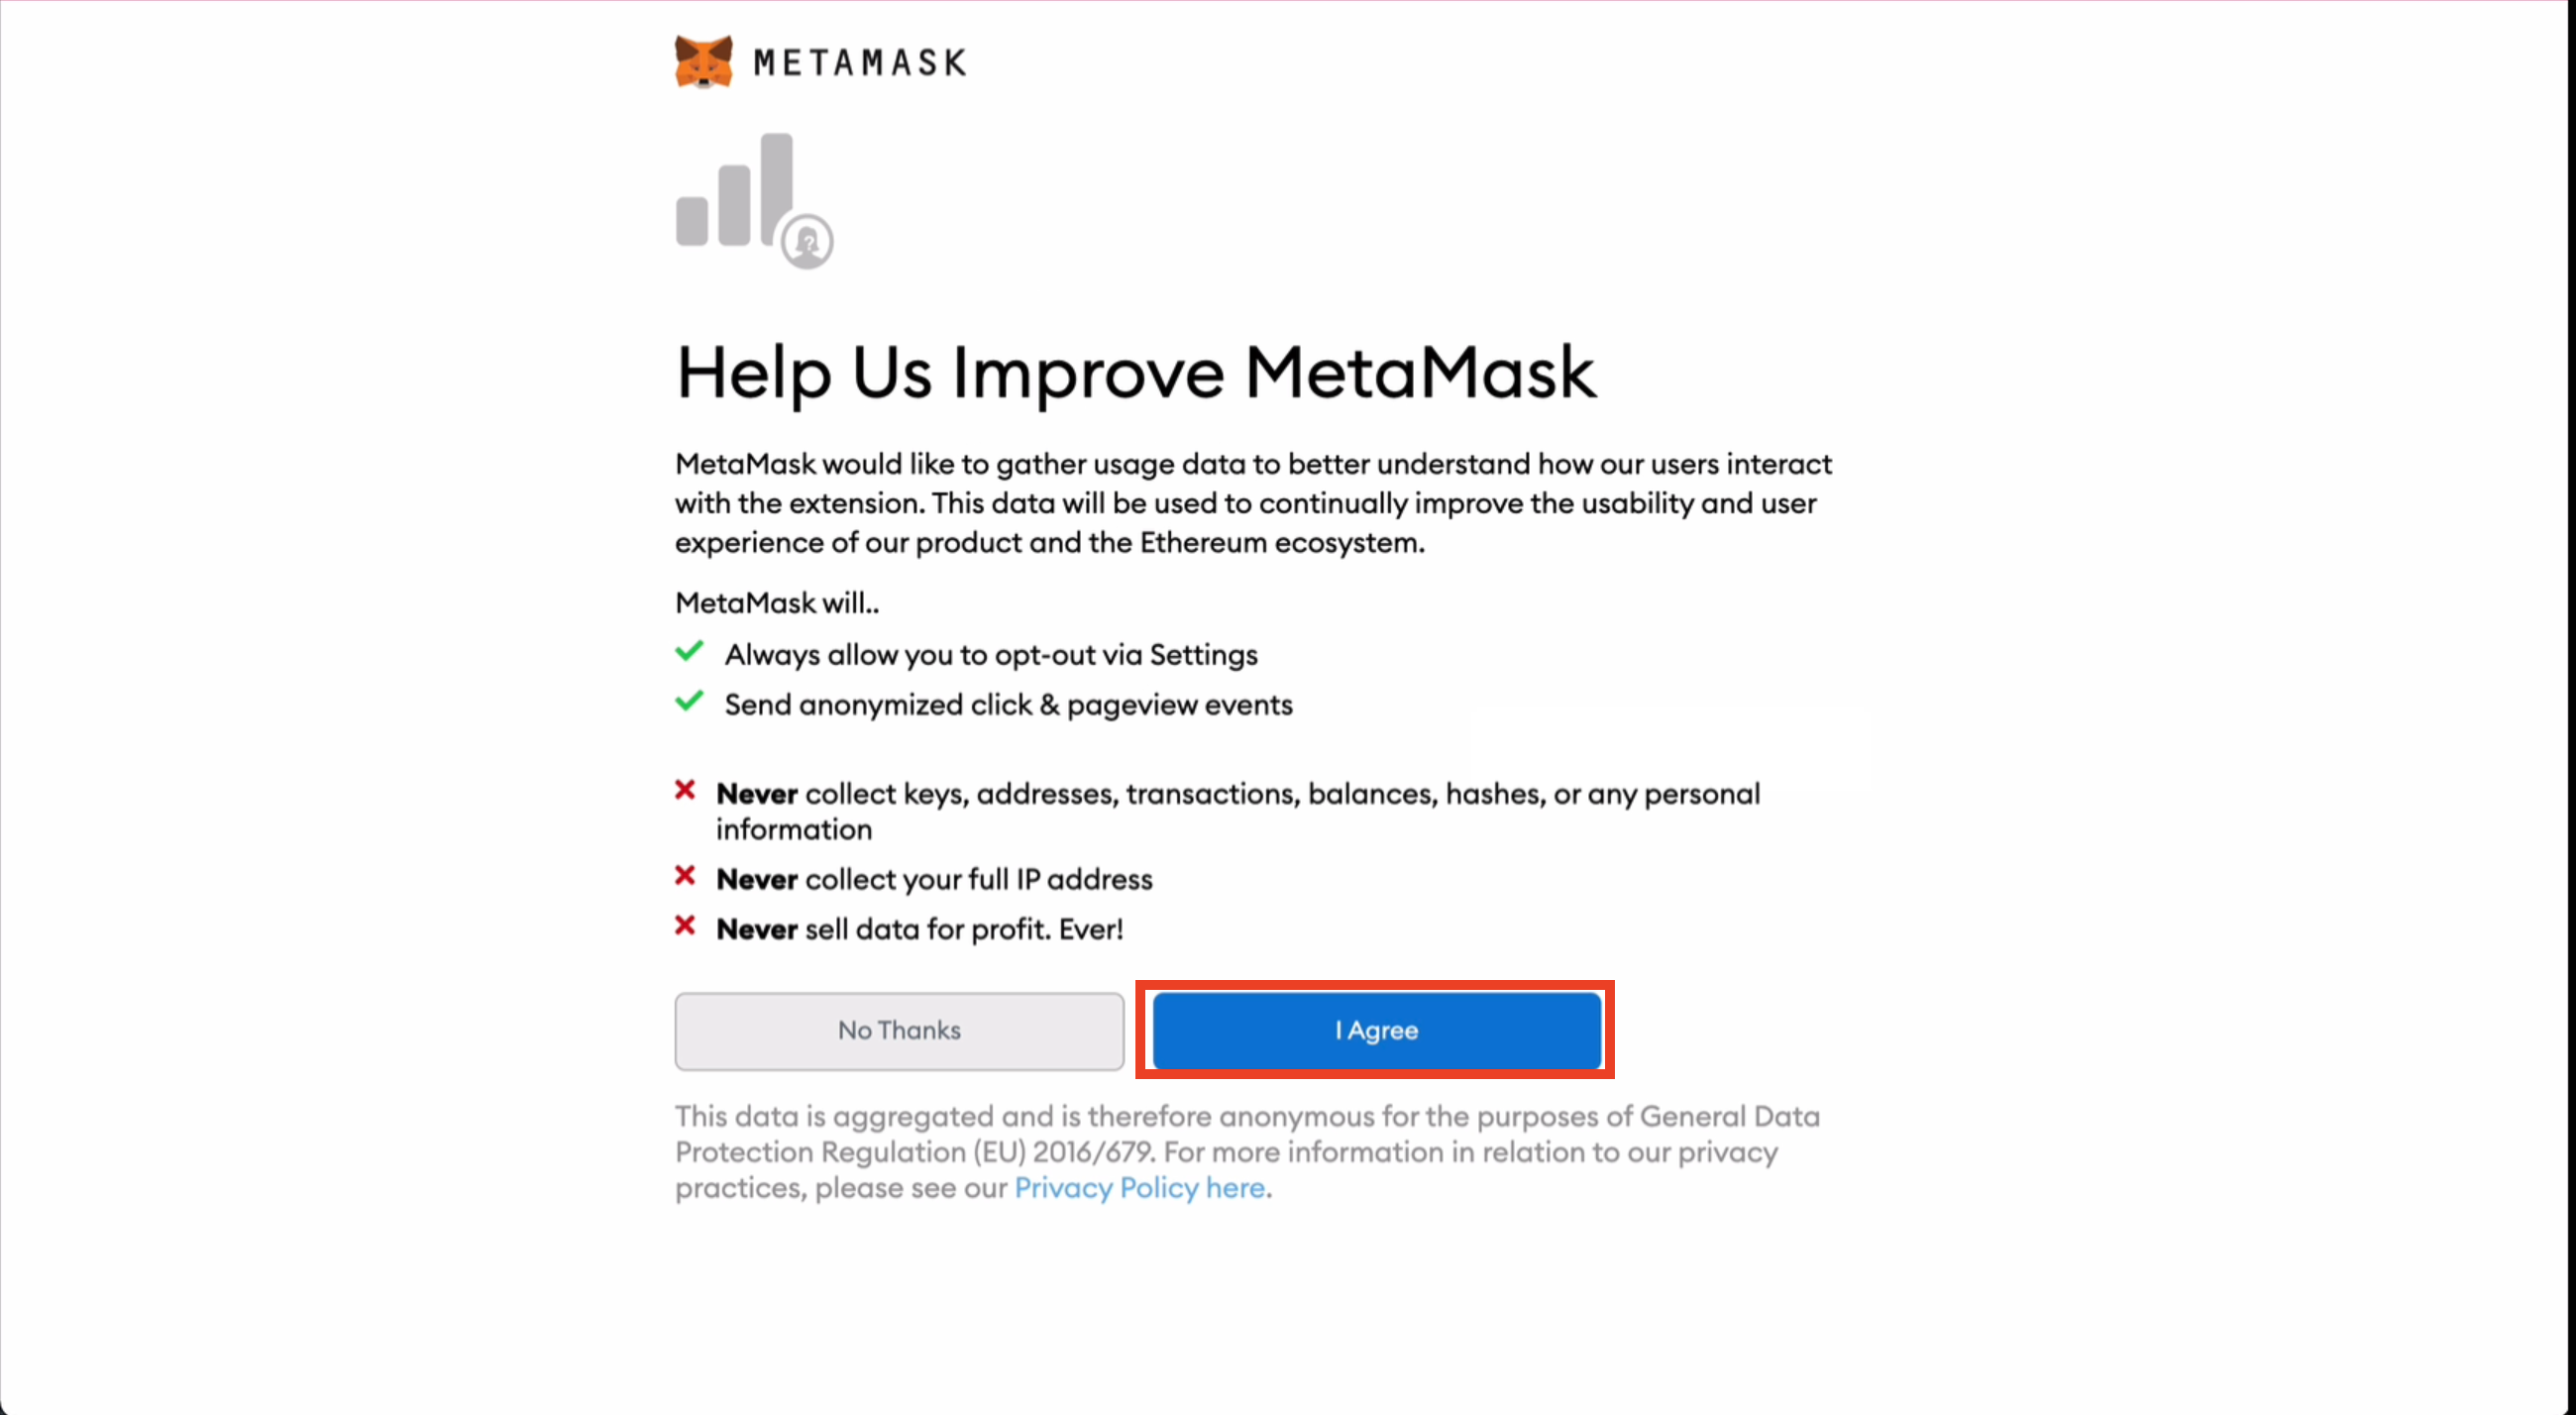 METAMASK
?
Help Us Improve MetaMask
MetaMask would like to gather usage data to better understand how our users interact
with the extension. This data will be used to continually improve the usability and user
experience of our product and the Ethereum ecosystem.
MetaMask will..
Always allow you to opt-out via Settings
Send anonymized click & pageview events
Never collect keys, addresses, transactions, balances, hashes, or any personal
information
Never collect your full IP address
Never sell data for profit. Ever!
No Thanks
I Agree
This data is aggregated and is therefore anonymous for the purposes of General Data
Protection Regulation (EU) 2016/679. For more information in relation to our privacy
practices, please see our Privacy Policy here.